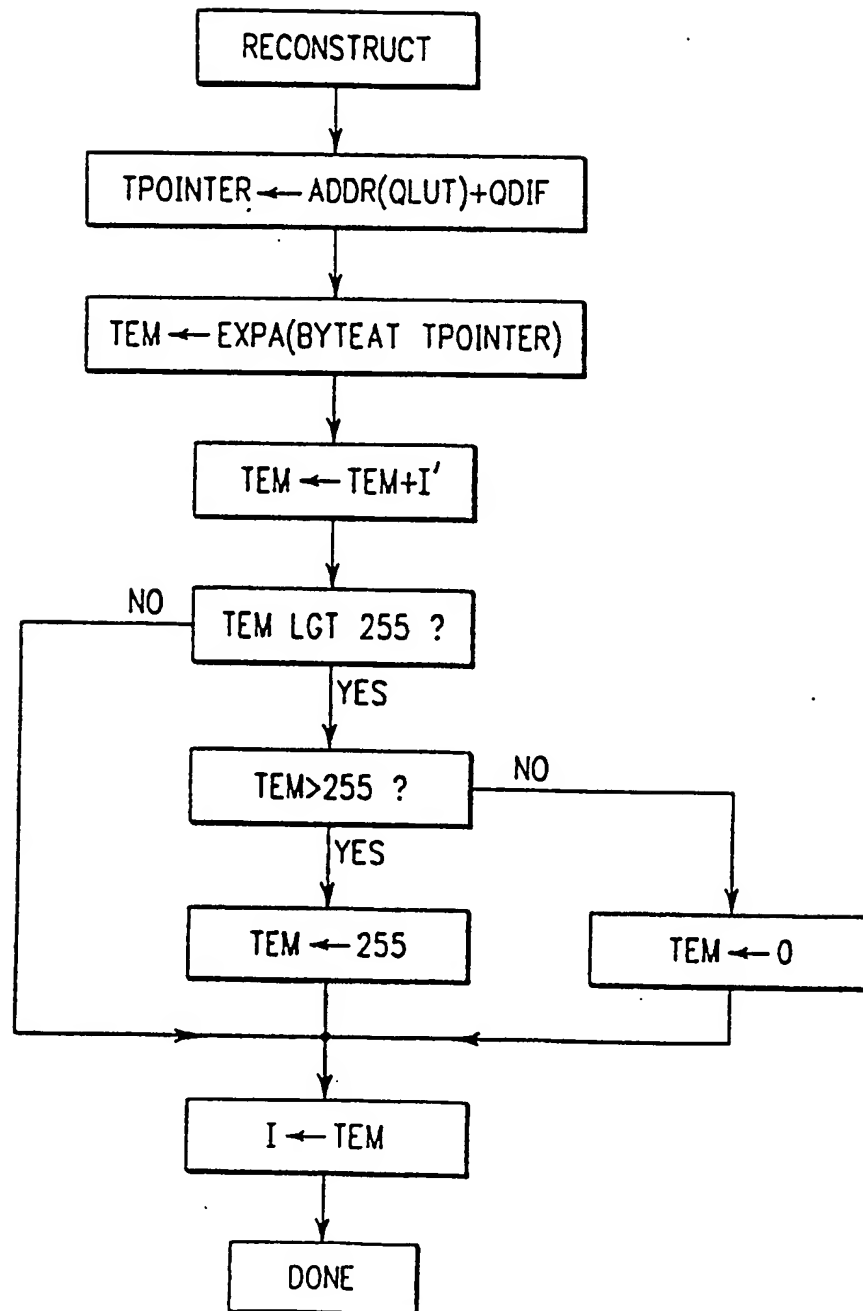 RECONSTRUCT
TPOINTER ← ADDR(QLUT)+QDIF
TEM ← EXPA(BYTEAT TPOINTER)
TEM ← TEM+I'
NO
TEM LGT 255 ?
YES
TEM>255 ?
NO
YES
TEM ← 255
TEM ← 0
I ← TEM
DONE